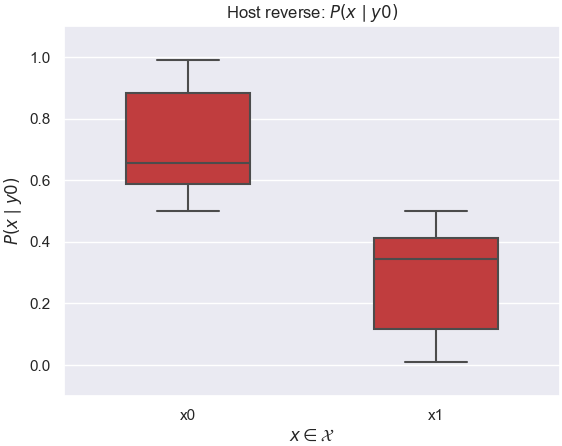 Host reverse: P(x | y0)
P(x | y0)
1.0
0.8
0.6
0.4
0.2
0.0
x0 x1
x ∈ 𝒳